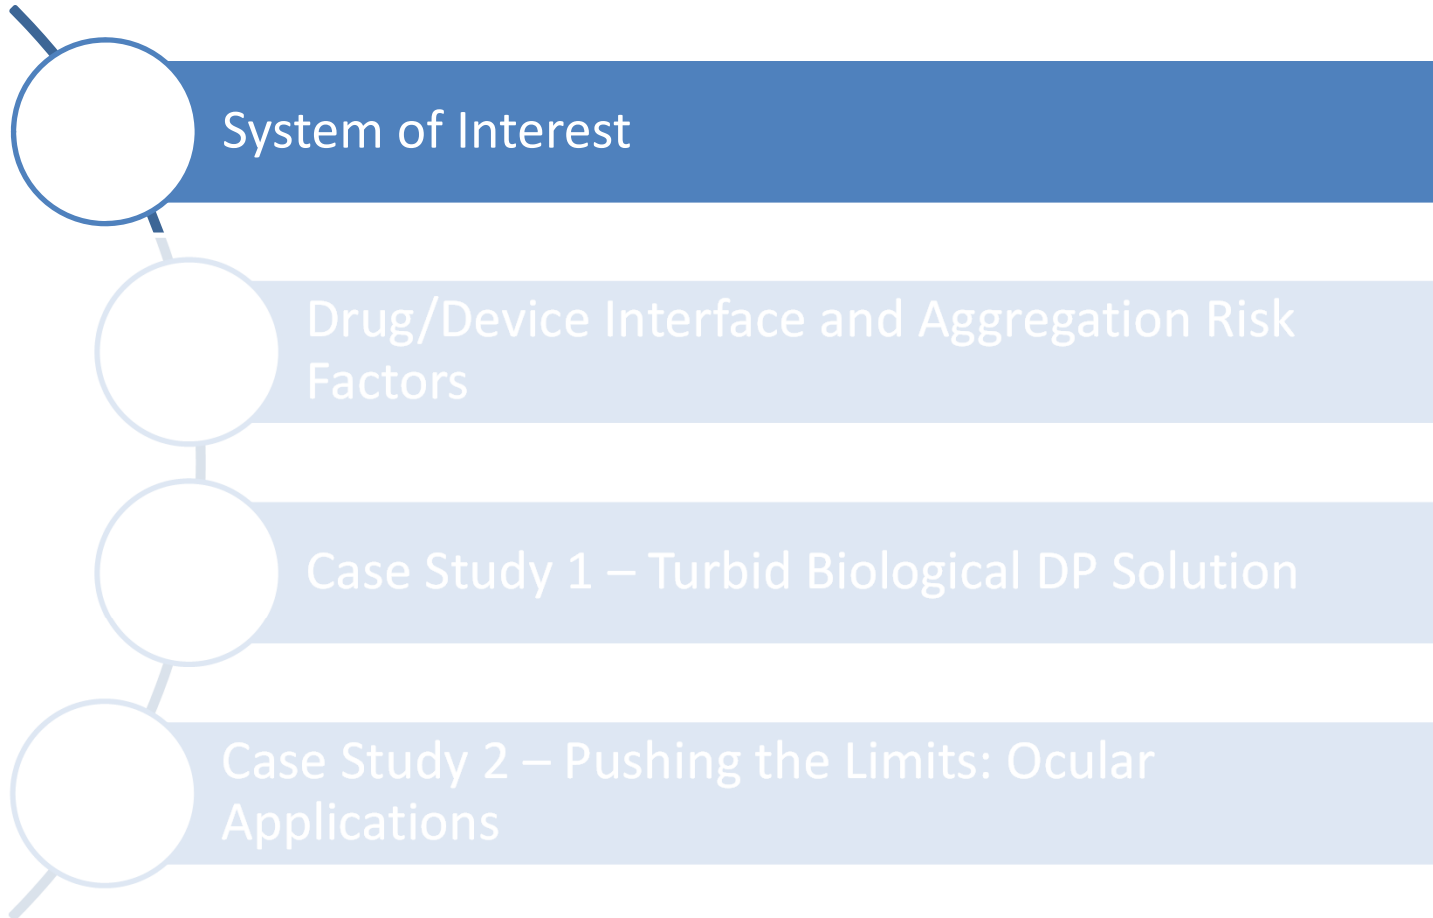 System of Interest
Drug/Device Interface and Aggregation Risk
Factors
Case Study 1 – Turbid Biological DP Solution
Case Study 2 – Pushing the Limits: Ocular
Applications